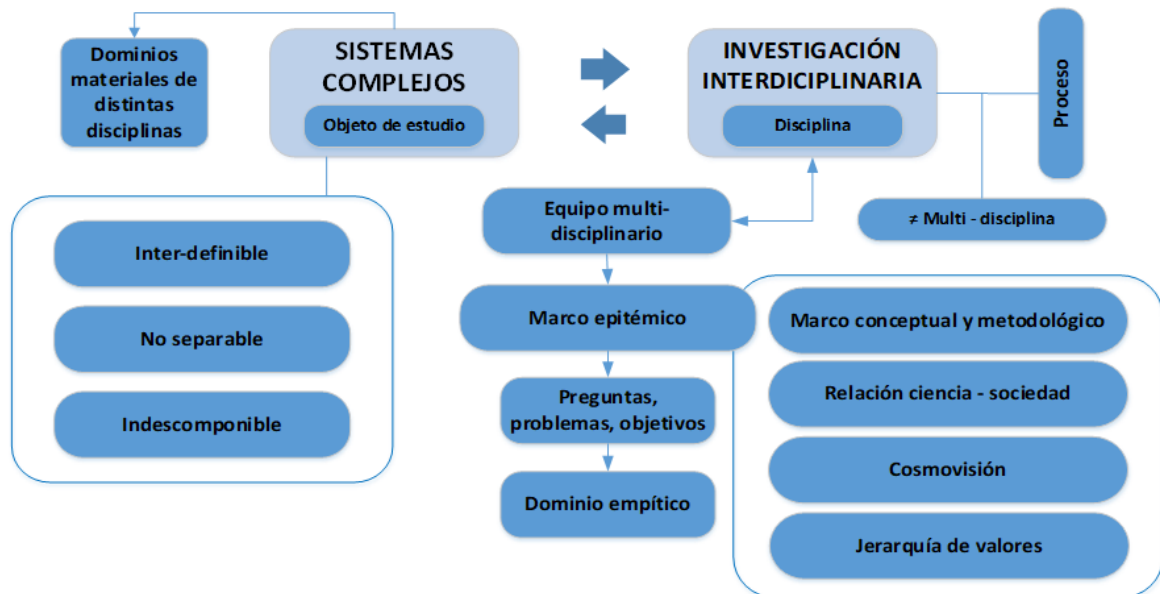 Dominios
materiales de
distintas
disciplinas
SISTEMAS
COMPLEJOS
Objeto de estudio
INVESTIGACIÓN
INTERDICIPLINARIA
Disciplina
Proceso
≠ Multi - disciplina
Inter-definible
No separable
Indescomponible
Equipo multi-
disciplinario
Marco epitémico
Preguntas,
problemas, objetivos
Dominio empítico
Marco conceptual y metodológico
Relación ciencia - sociedad
Cosmovisión
Jerarquía de valores